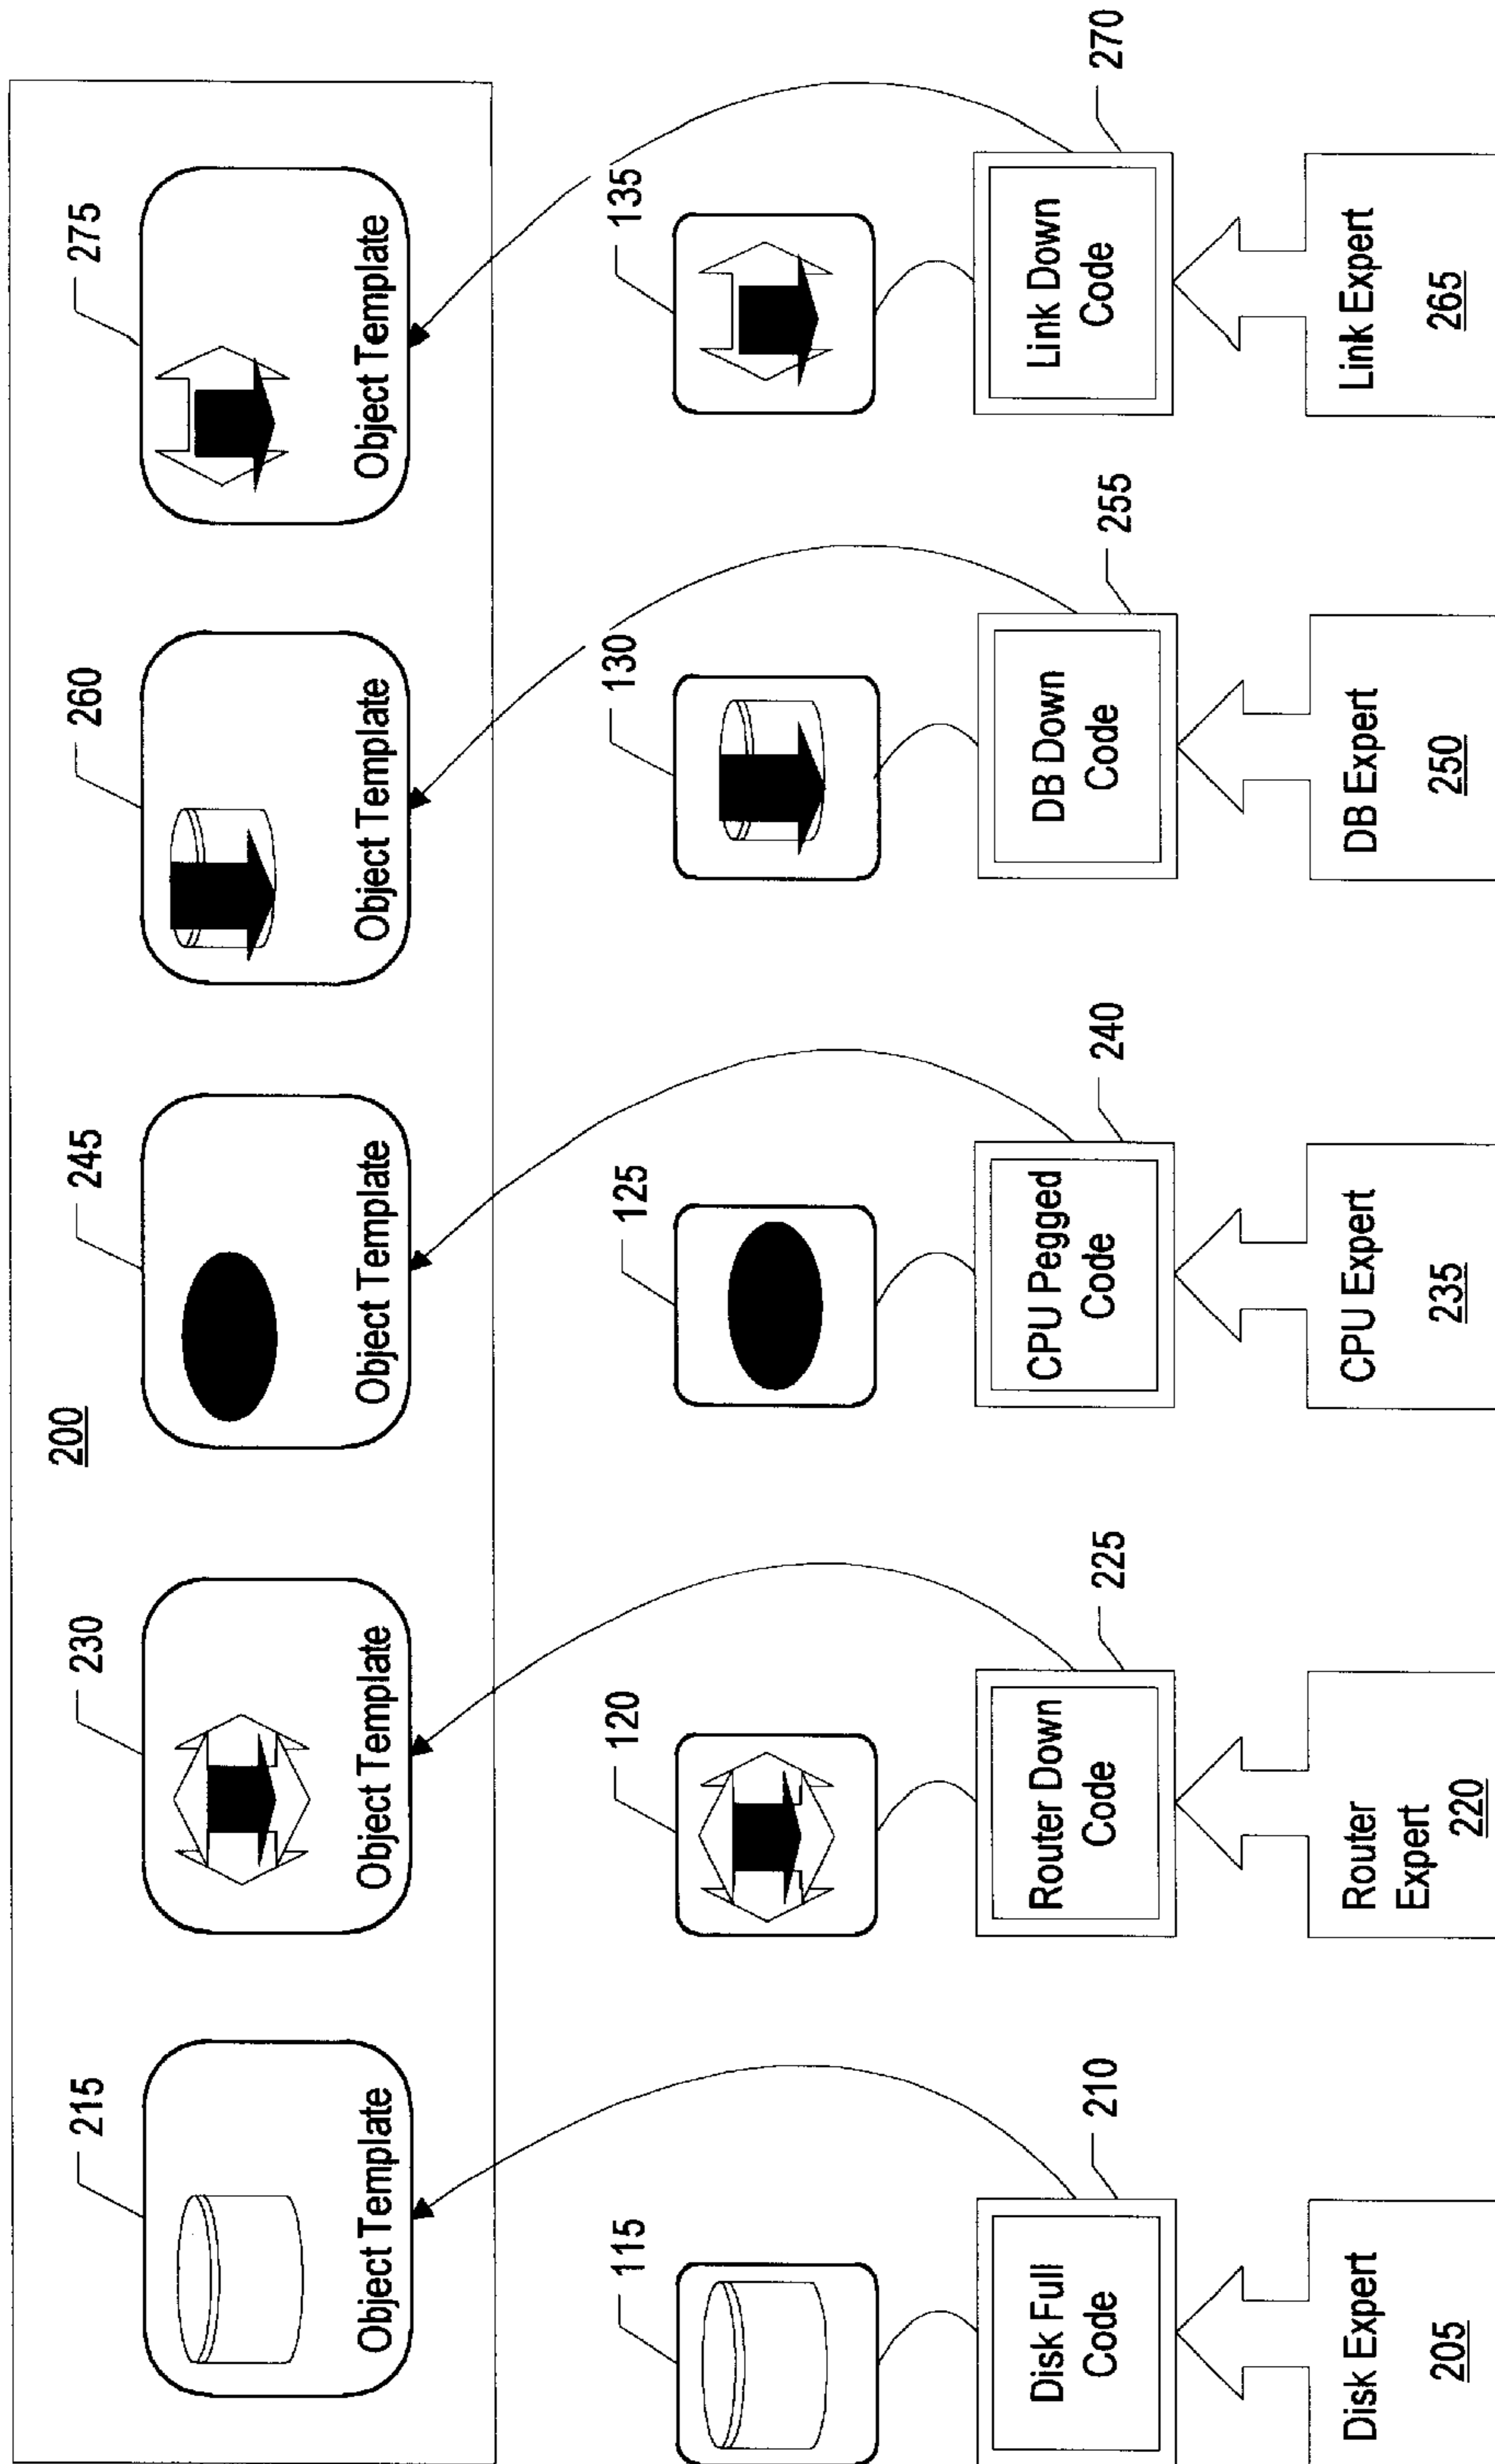 200
215
230
245
260
275
Object Template
Object Template
Object Template
Object Template
Object Template
115
120
125
130
135
210
225
240
255
270
Disk Full
Code
Router Down
Code
CPU Pegged
Code
DB Down
Code
Link Down
Code
Disk Expert
205
Router
Expert
220
CPU Expert
235
DB Expert
250
Link Expert
265